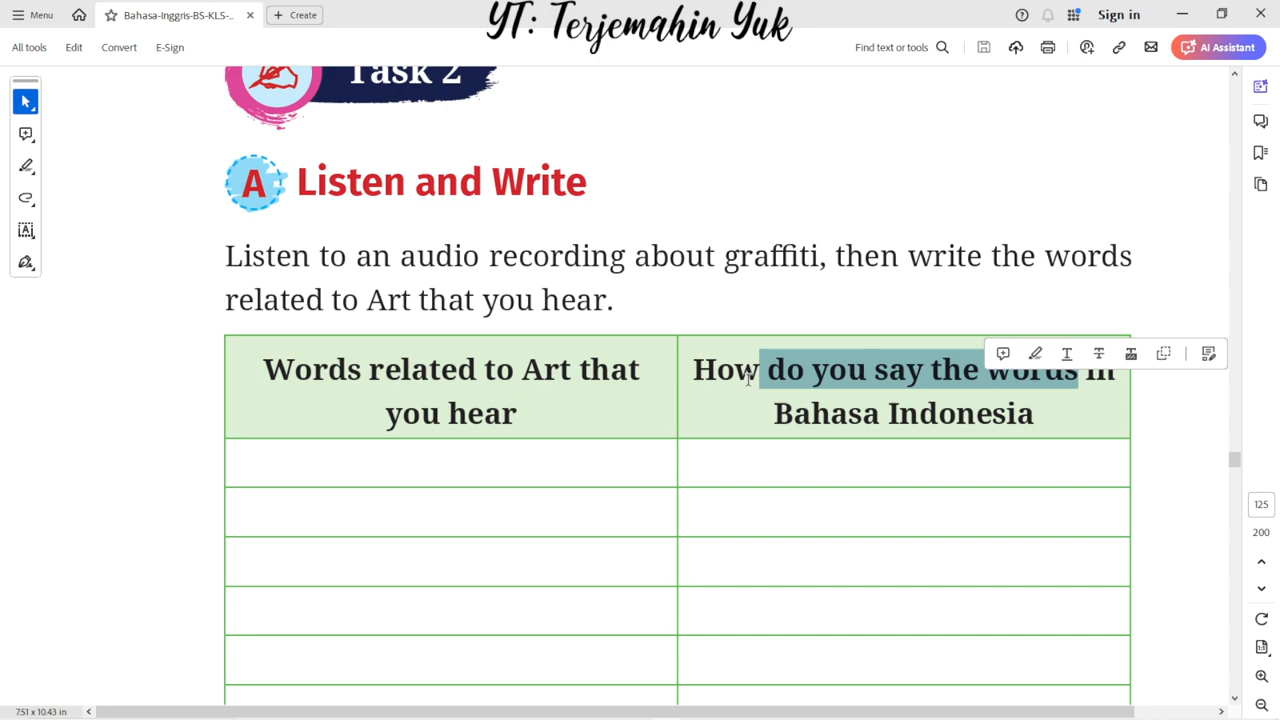 YT: Terjemahin Yuk
Menu
Bahasa-Inggris-BS-KLS-...
Create
Sign in
All tools
Edit
Convert
E-Sign
Find text or tools
AI Assistant
Task 2
A Listen and Write
Listen to an audio recording about graffiti, then write the words
related to Art that you hear.
Words related to Art that
you hear
How do you say the words in
Bahasa Indonesia
125
200
7.51 x 10.43 in